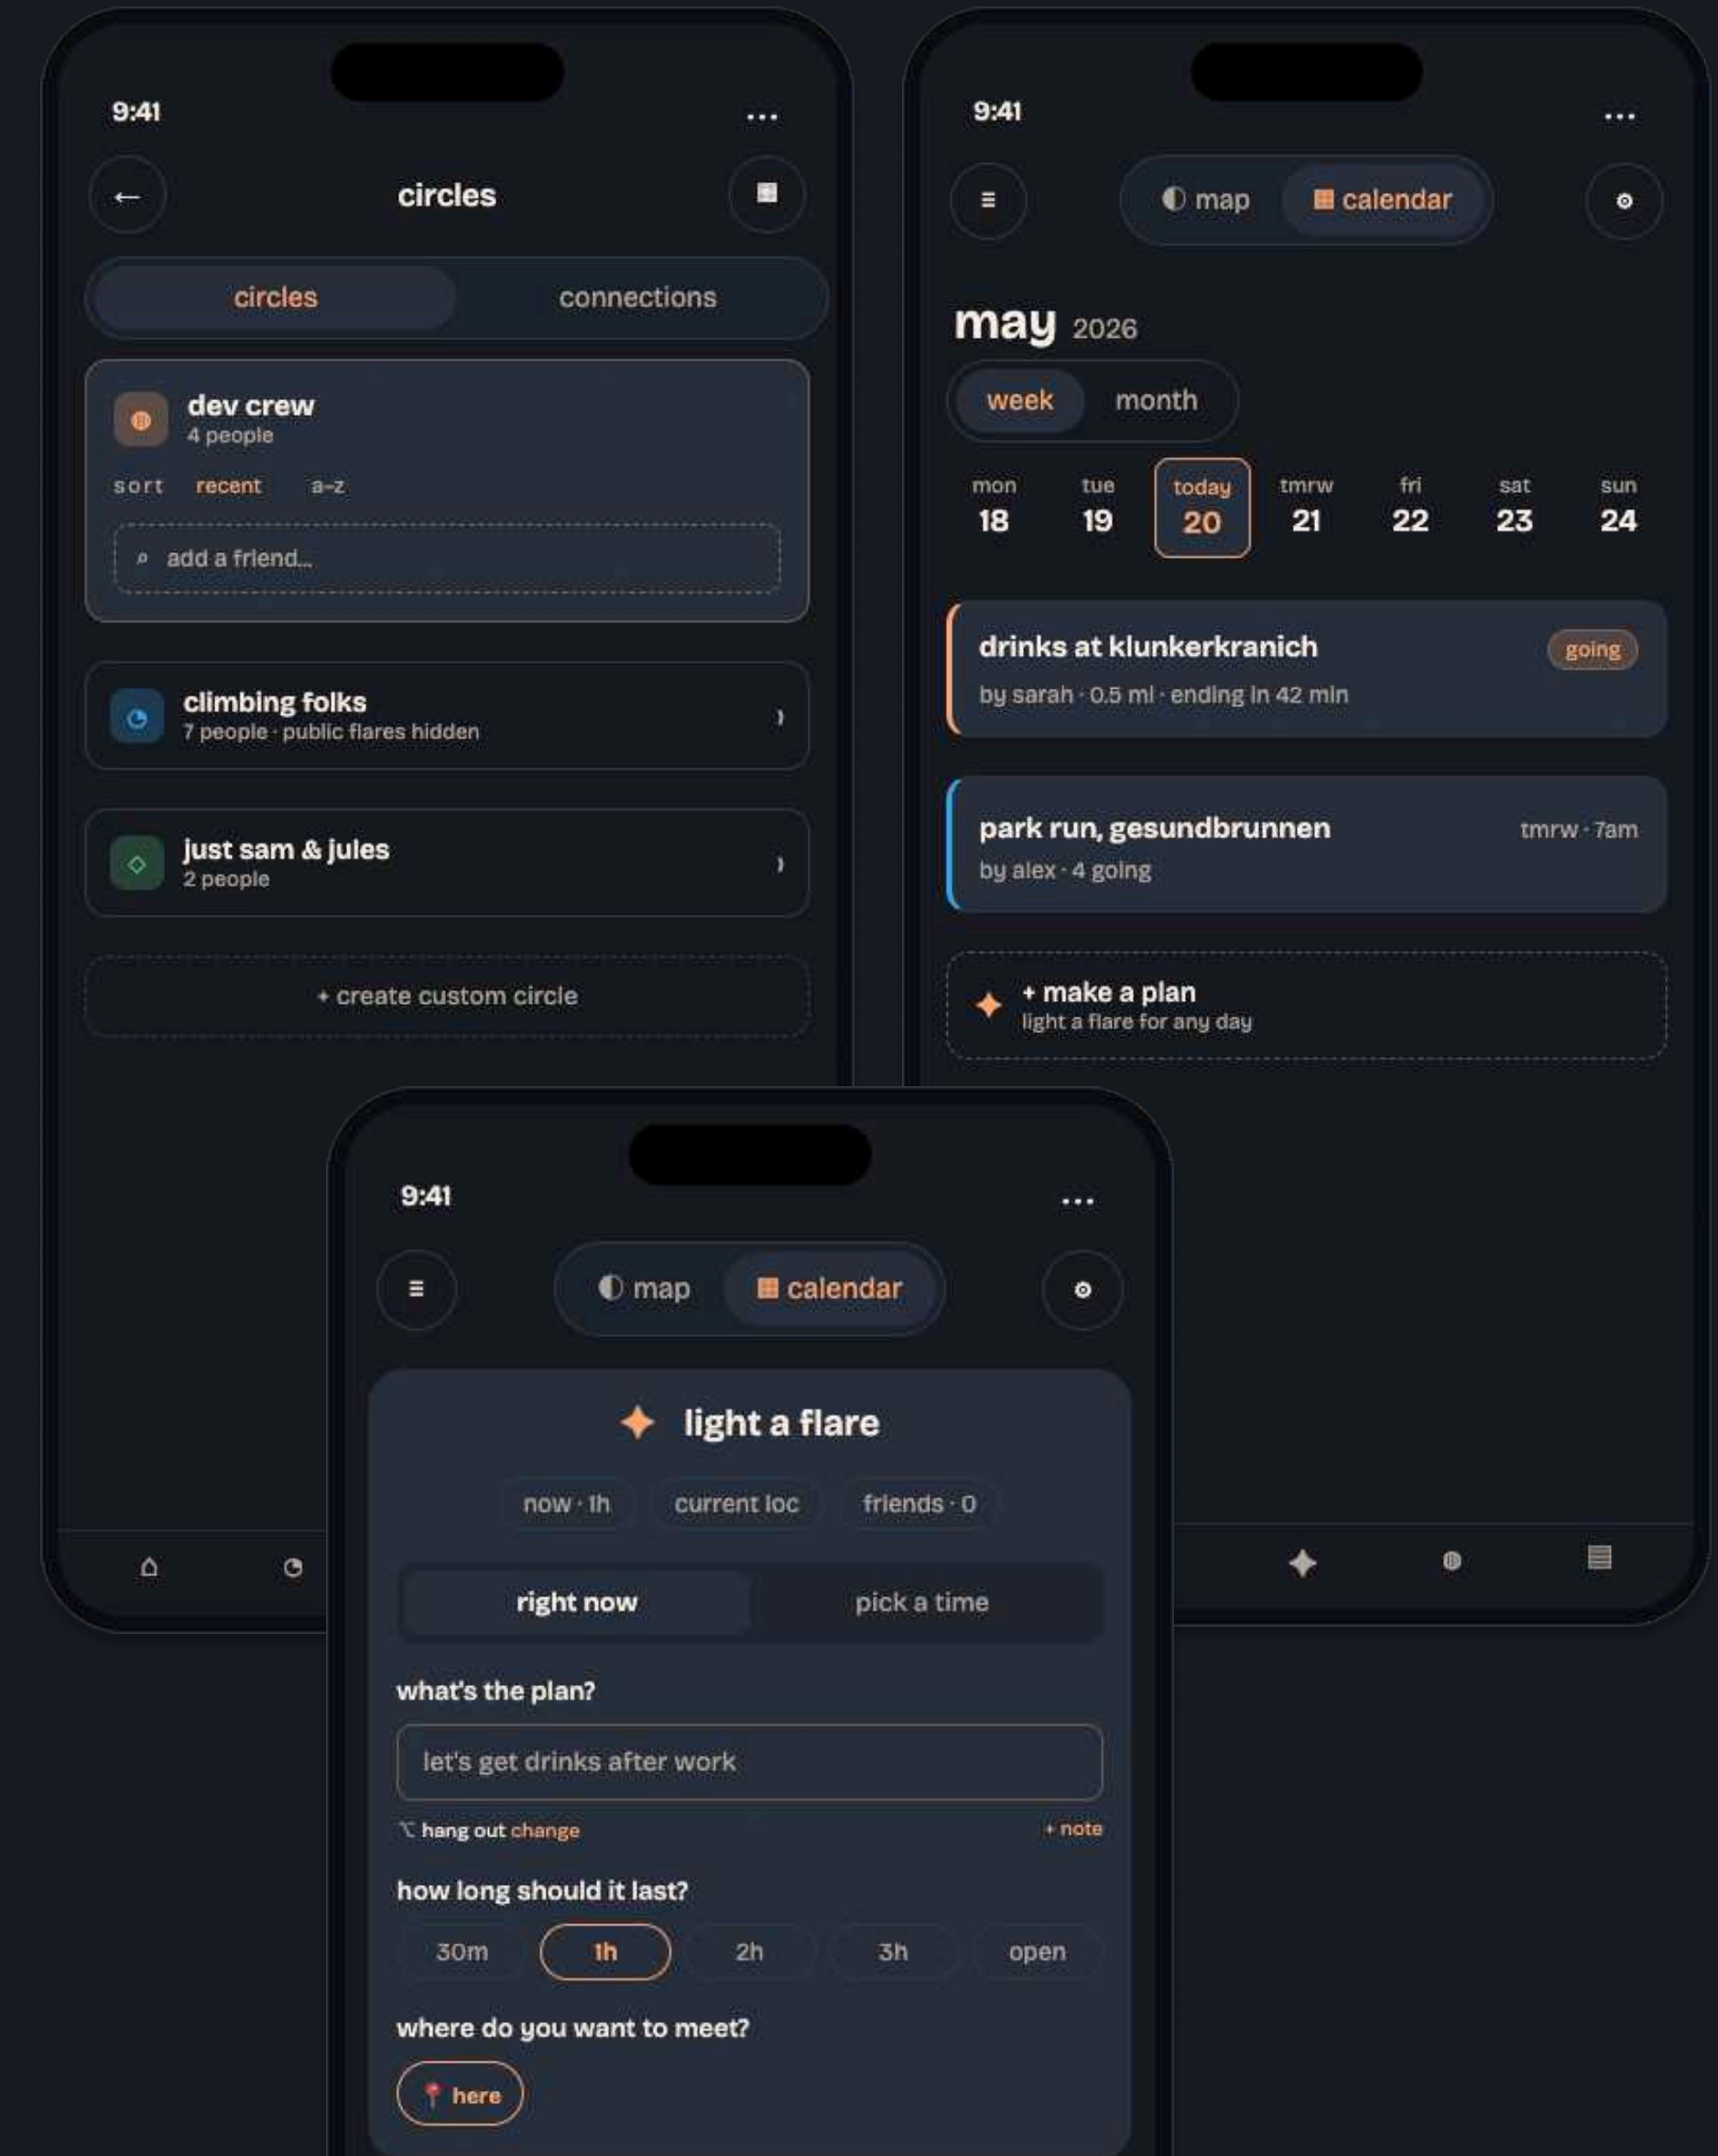 9:41
...
circles
circles
connections
dev crew
4 people
sort recent a-z
add a friend...
climbing folks
7 people · public flares hidden
just sam & jules
2 people
+ create custom circle
9:41
...
map
calendar
may 2026
week
month
mon tue today tmrw fri sat sun
18 19 20 21 22 23 24
drinks at klunkerkranich
going
by sarah · 0.5 mi · ending in 42 min
park run, gesundbrunnen
tmrw · 7am
by alex · 4 going
+ make a plan
light a flare for any day
9:41
...
map
calendar
light a flare
now · 1h
current loc
friends · 0
right now
pick a time
what's the plan?
let's get drinks after work
hang out change
+ note
how long should it last?
30m 1h 2h 3h open
where do you want to meet?
here